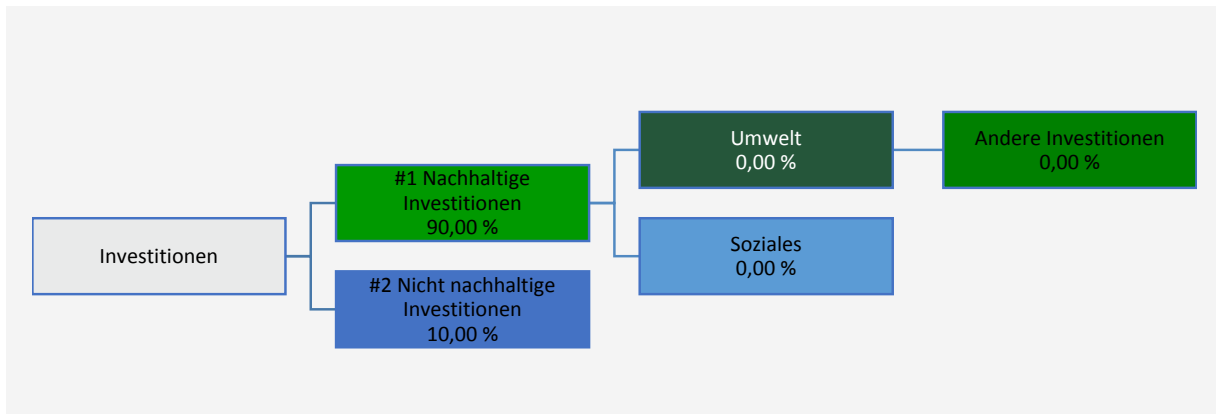 Investitionen
#1 Nachhaltige
Investitionen
90,00 %
#2 Nicht nachhaltige
Investitionen
10,00 %
Umwelt
0,00 %
Soziales
0,00 %
Andere Investitionen
0,00 %